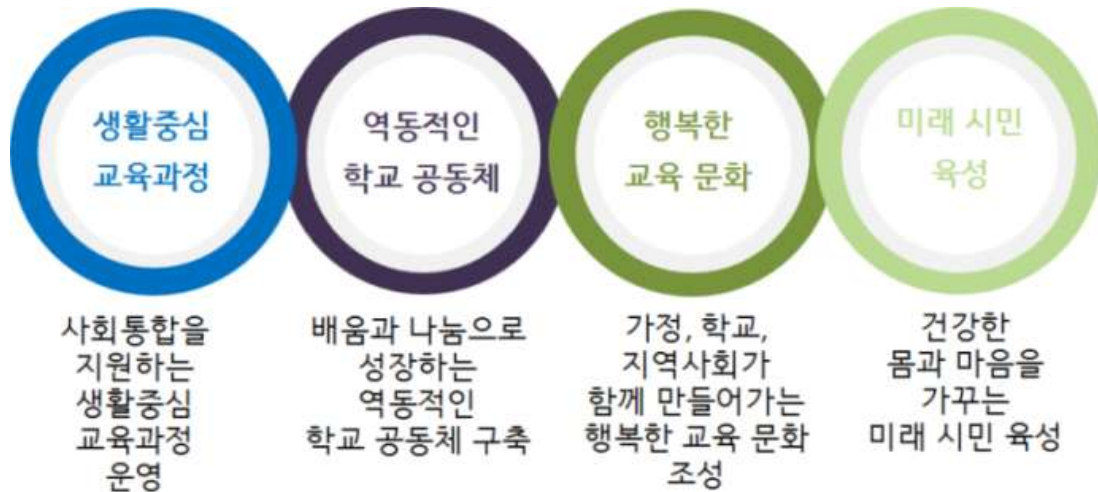 생활중심
교육과정
역동적인
학교 공동체
행복한
교육 문화
미래 시민
육성
사회통합을
지원하는
생활중심
교육과정
운영
배움과 나눔으로
성장하는
역동적인
학교 공동체 구축
가정, 학교,
지역사회가
함께 만들어가는
행복한 교육 문화
조성
건강한
몸과 마음을
가꾸는
미래 시민 육성